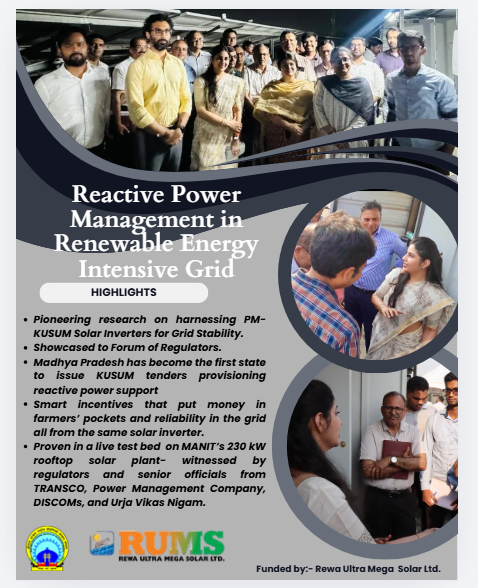 Reactive Power
Management in
Renewable Energy
Intensive Grid
HIGHLIGHTS
• Pioneering research on harnessing PM-
KUSUM Solar Inverters for Grid Stability.
• Showcased to Forum of Regulators.
• Madhya Pradesh has become the first state
to issue KUSUM tenders provisioning
reactive power support
• Smart incentives that put money in
farmers’ pockets and reliability in the grid
all from the same solar inverter.
• Proven in a live test bed on MANIT’s 230 kW
rooftop solar plant- witnessed by
regulators and senior officials from
TRANSCO, Power Management Company,
DISCOMs, and Urja Vikas Nigam.
RUMS
REWA ULTRA MEGA SOLAR LTD.
Funded by:- Rewa Ultra Mega Solar Ltd.